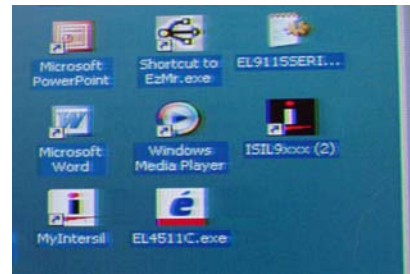 Microsoft
PowerPoint
Shortcut to
EzMr.exe
EL9115SERI...
Microsoft
Word
Windows
Media Player
ISIL9xxx (2)
MyIntersil
EL4511C.exe